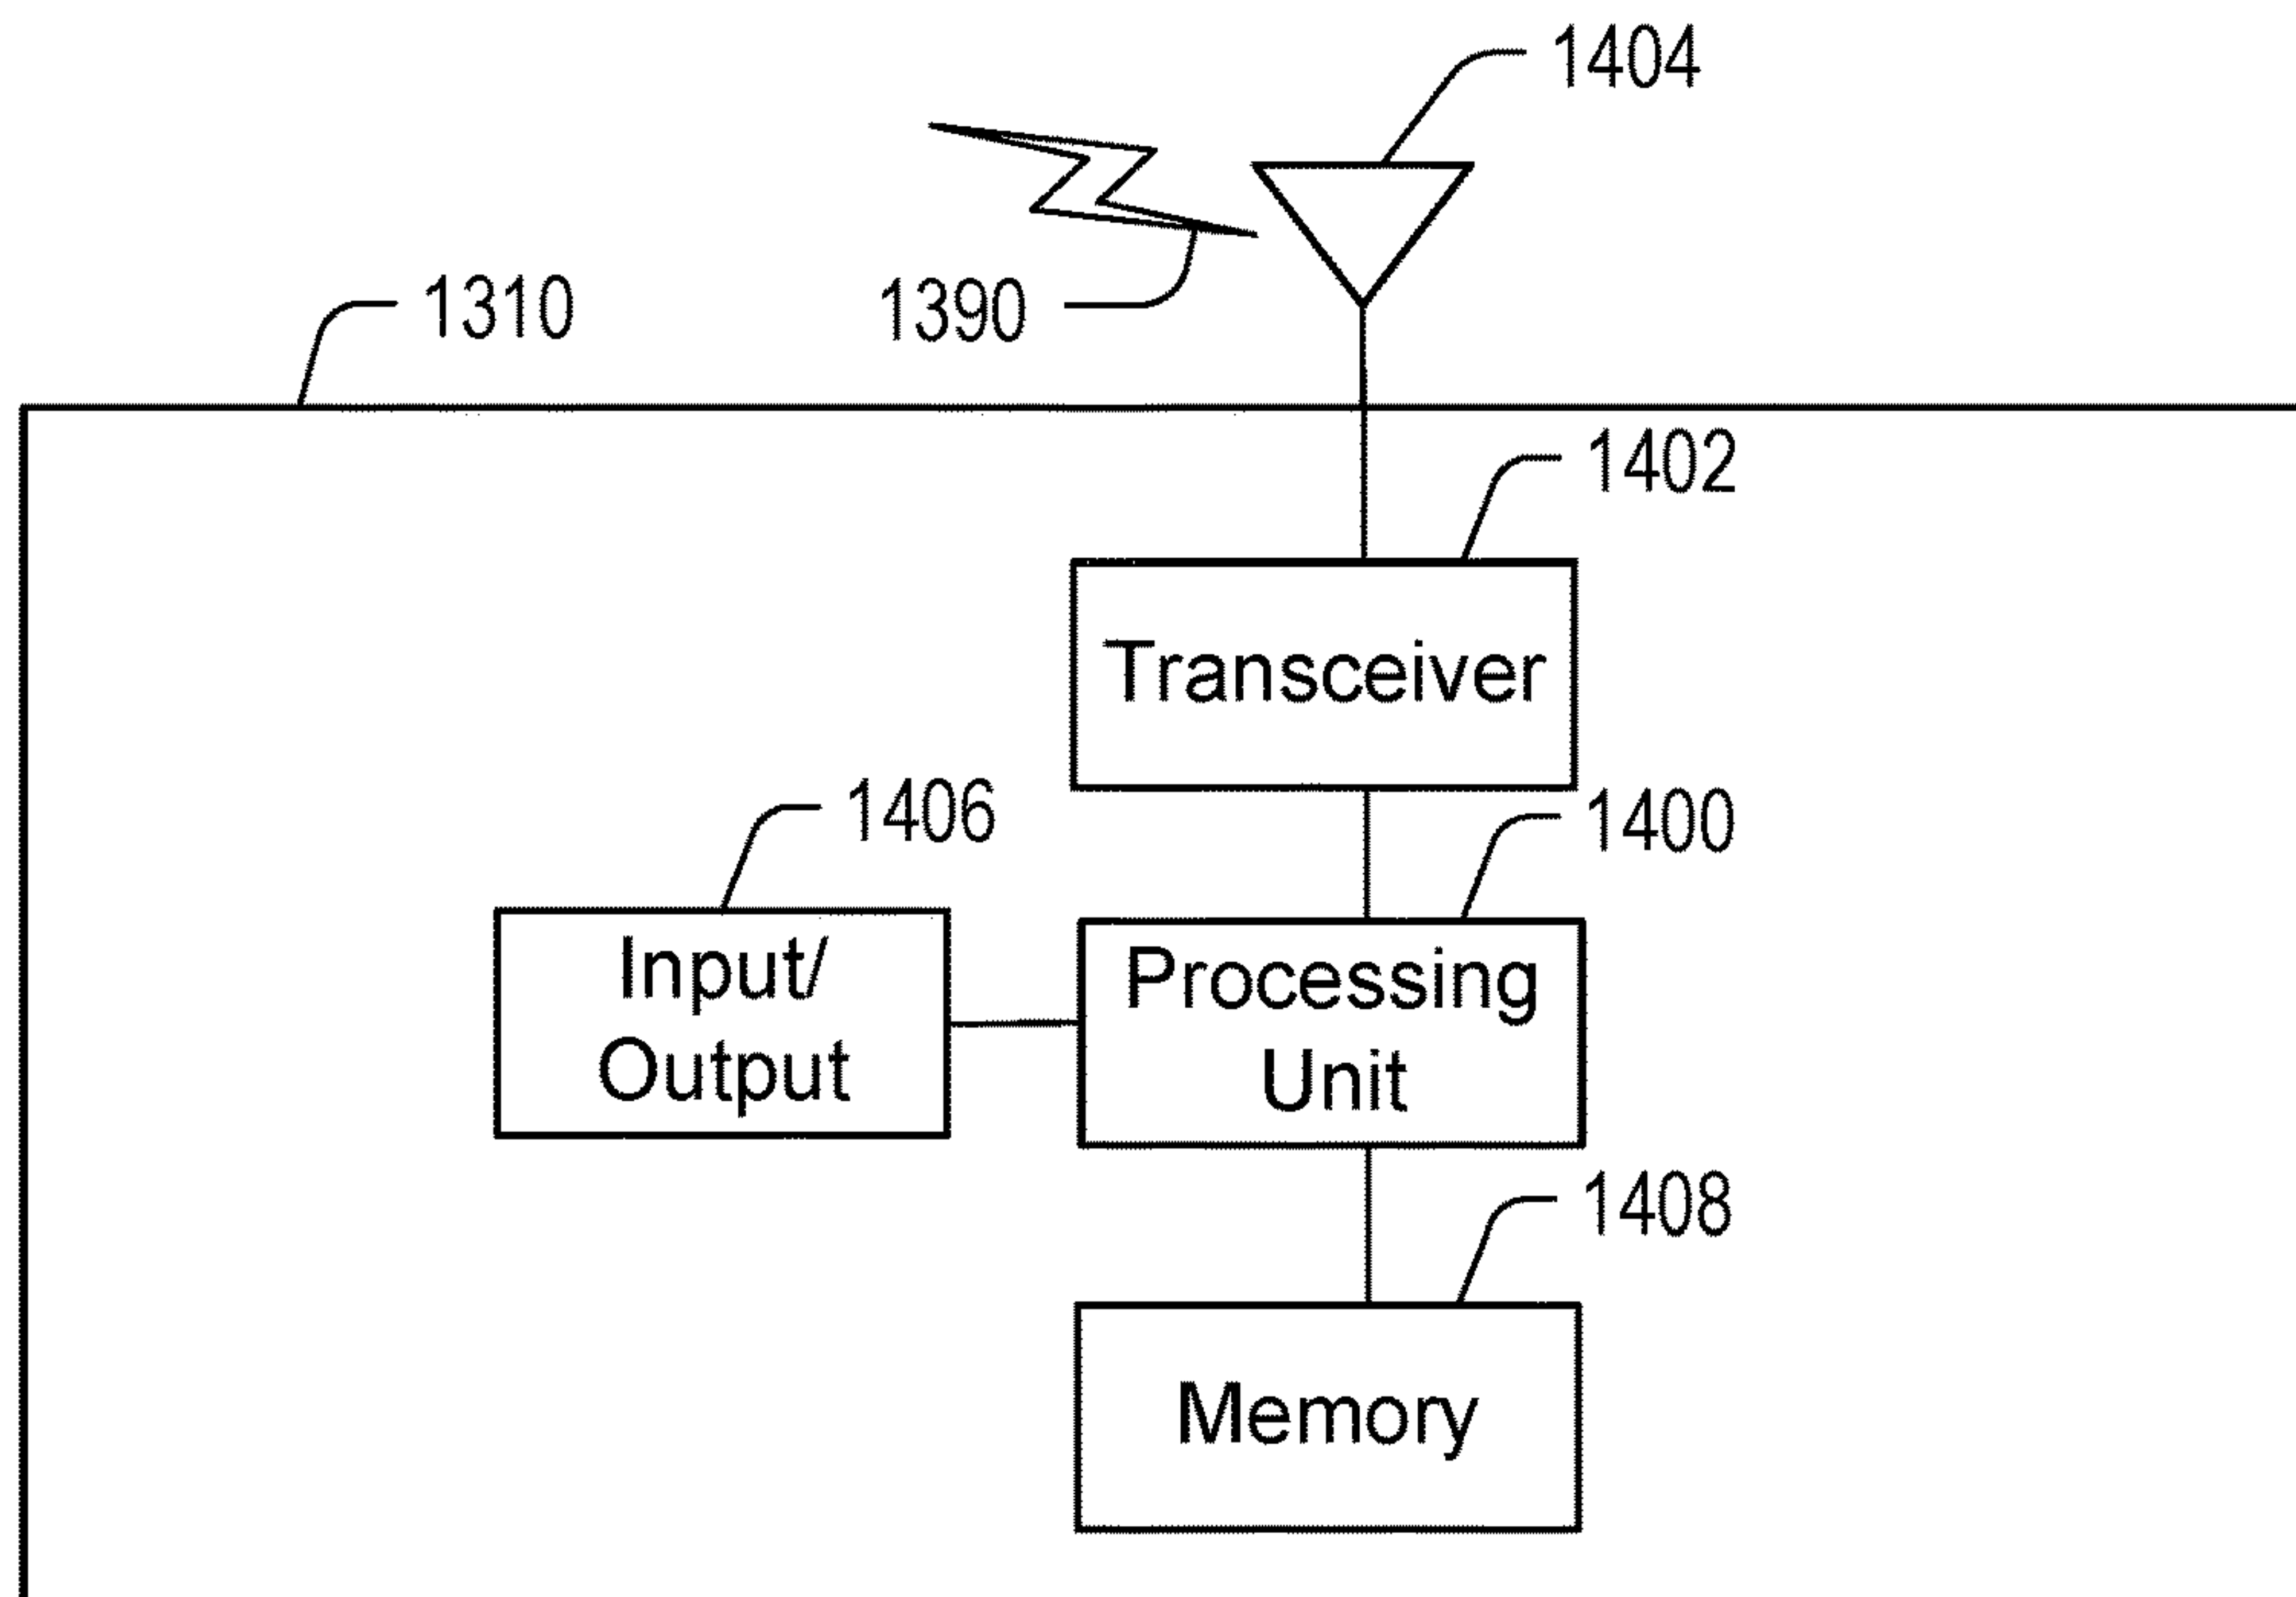 1404
1390
1310
1402
Transceiver
1406
1400
Input/
Output
Processing
Unit
1408
Memory